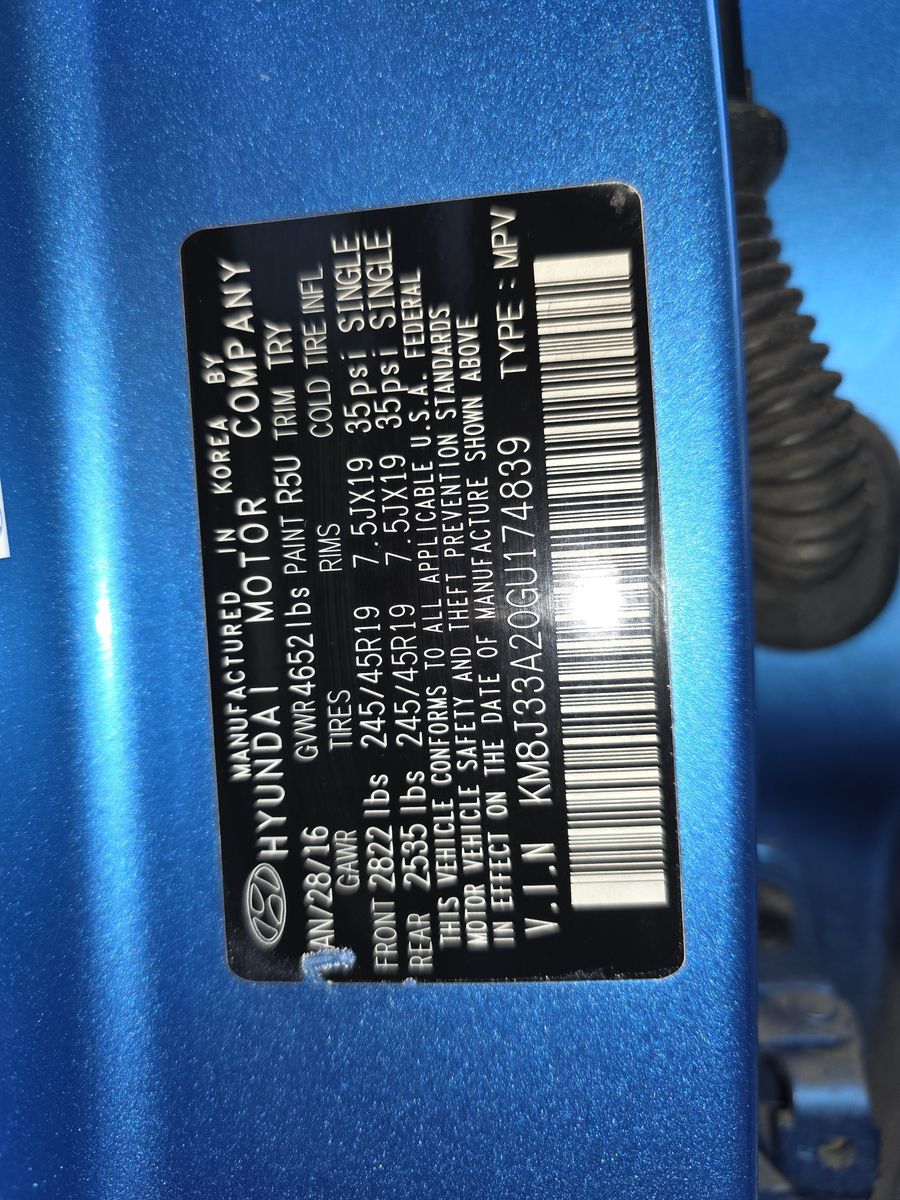 MANUFACTURED IN KOREA BY
HYUNDAI MOTOR COMPANY
AN/28/16 GVWR 4652 lbs PAINT R5U TRIM TRY
GAWR TIRES RIMS COLD TIRE INFL
FRONT 2822 lbs 245/45R19 7.5JX19 35psi SINGLE
REAR 2535 lbs 245/45R19 7.5JX19 35psi SINGLE
THIS VEHICLE CONFORMS TO ALL APPLICABLE U.S.A. FEDERAL
MOTOR VEHICLE SAFETY AND THEFT PREVENTION STANDARDS
IN EFFECT ON THE DATE OF MANUFACTURE SHOWN ABOVE
V.I.N KM8J33A20GU174839 TYPE : MPV